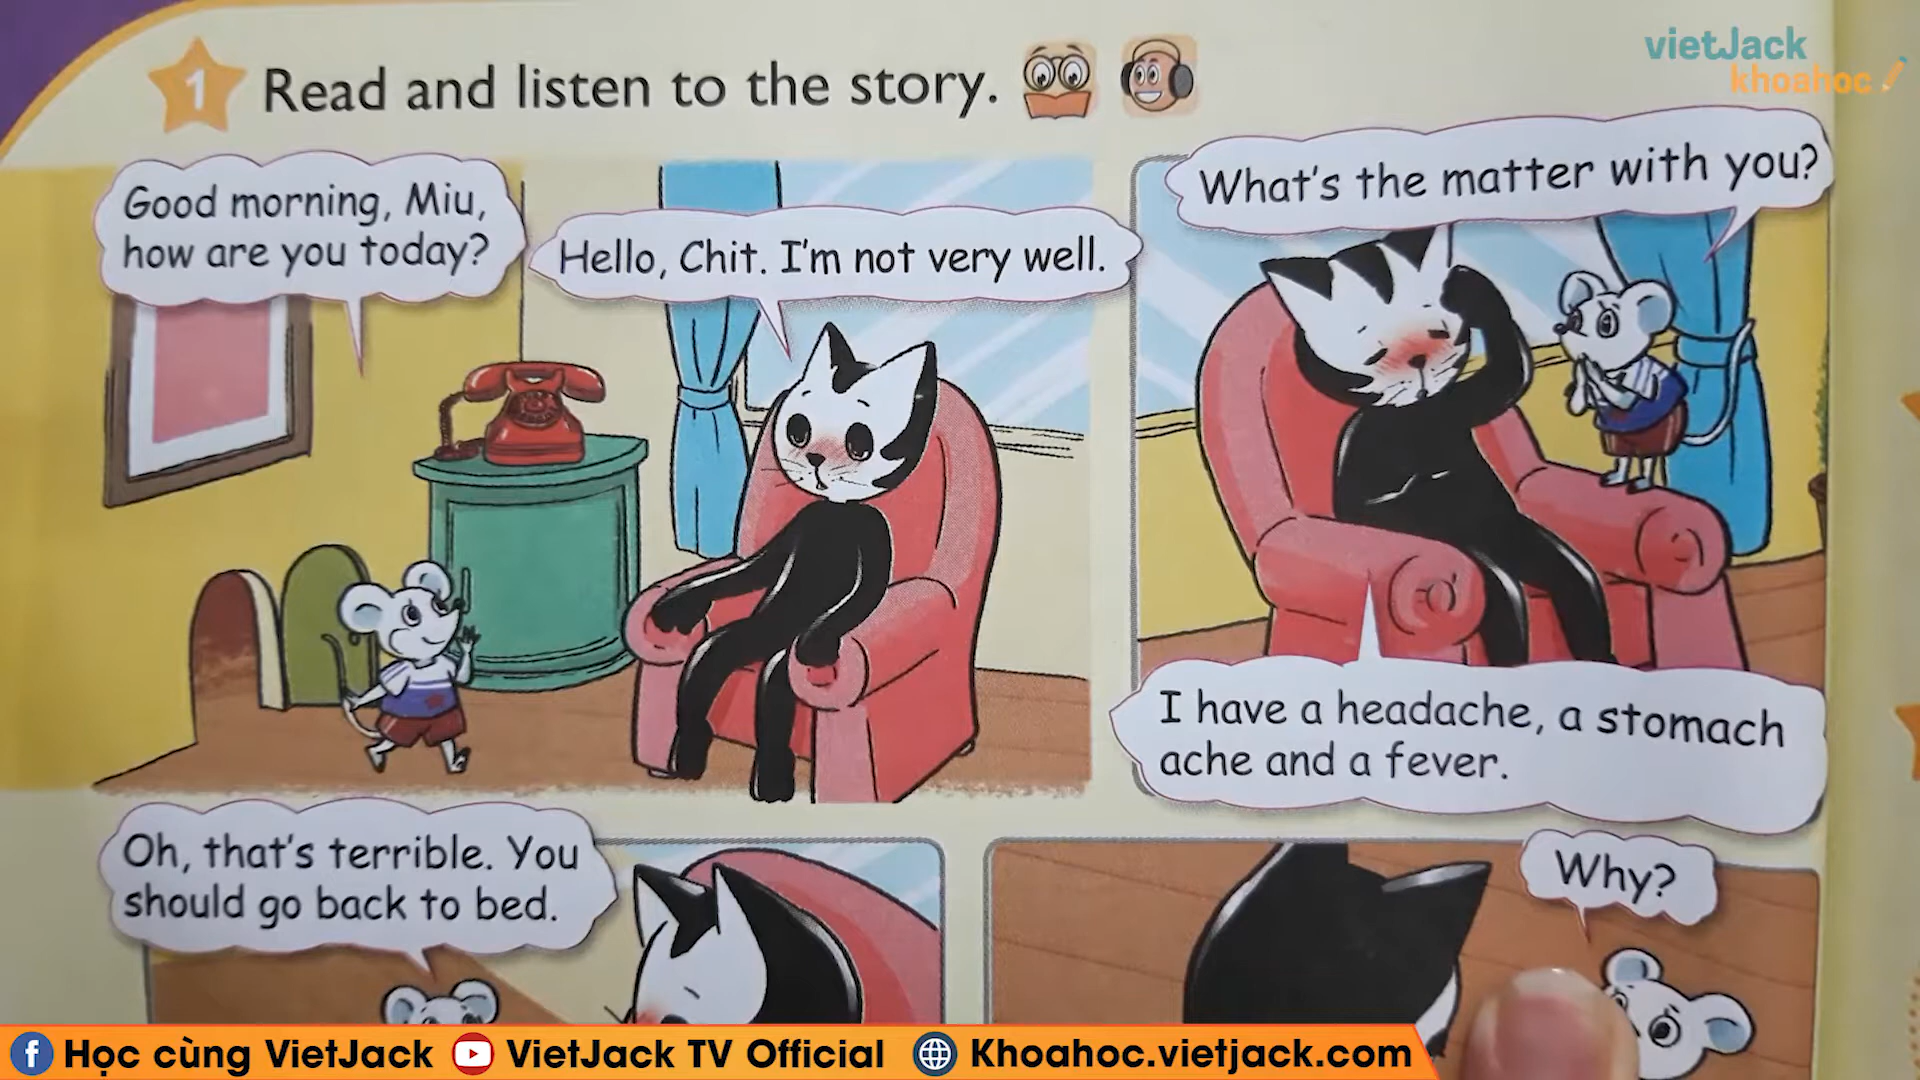 vietJack
khoahoc
1 Read and listen to the story.
Good morning, Miu,
how are you today?
Hello, Chit. I'm not very well.
What's the matter with you?
I have a headache, a stomach
ache and a fever.
Oh, that's terrible. You
should go back to bed.
Why?
Học cùng VietJack VietJack TV Official Khoahoc.vietjack.com